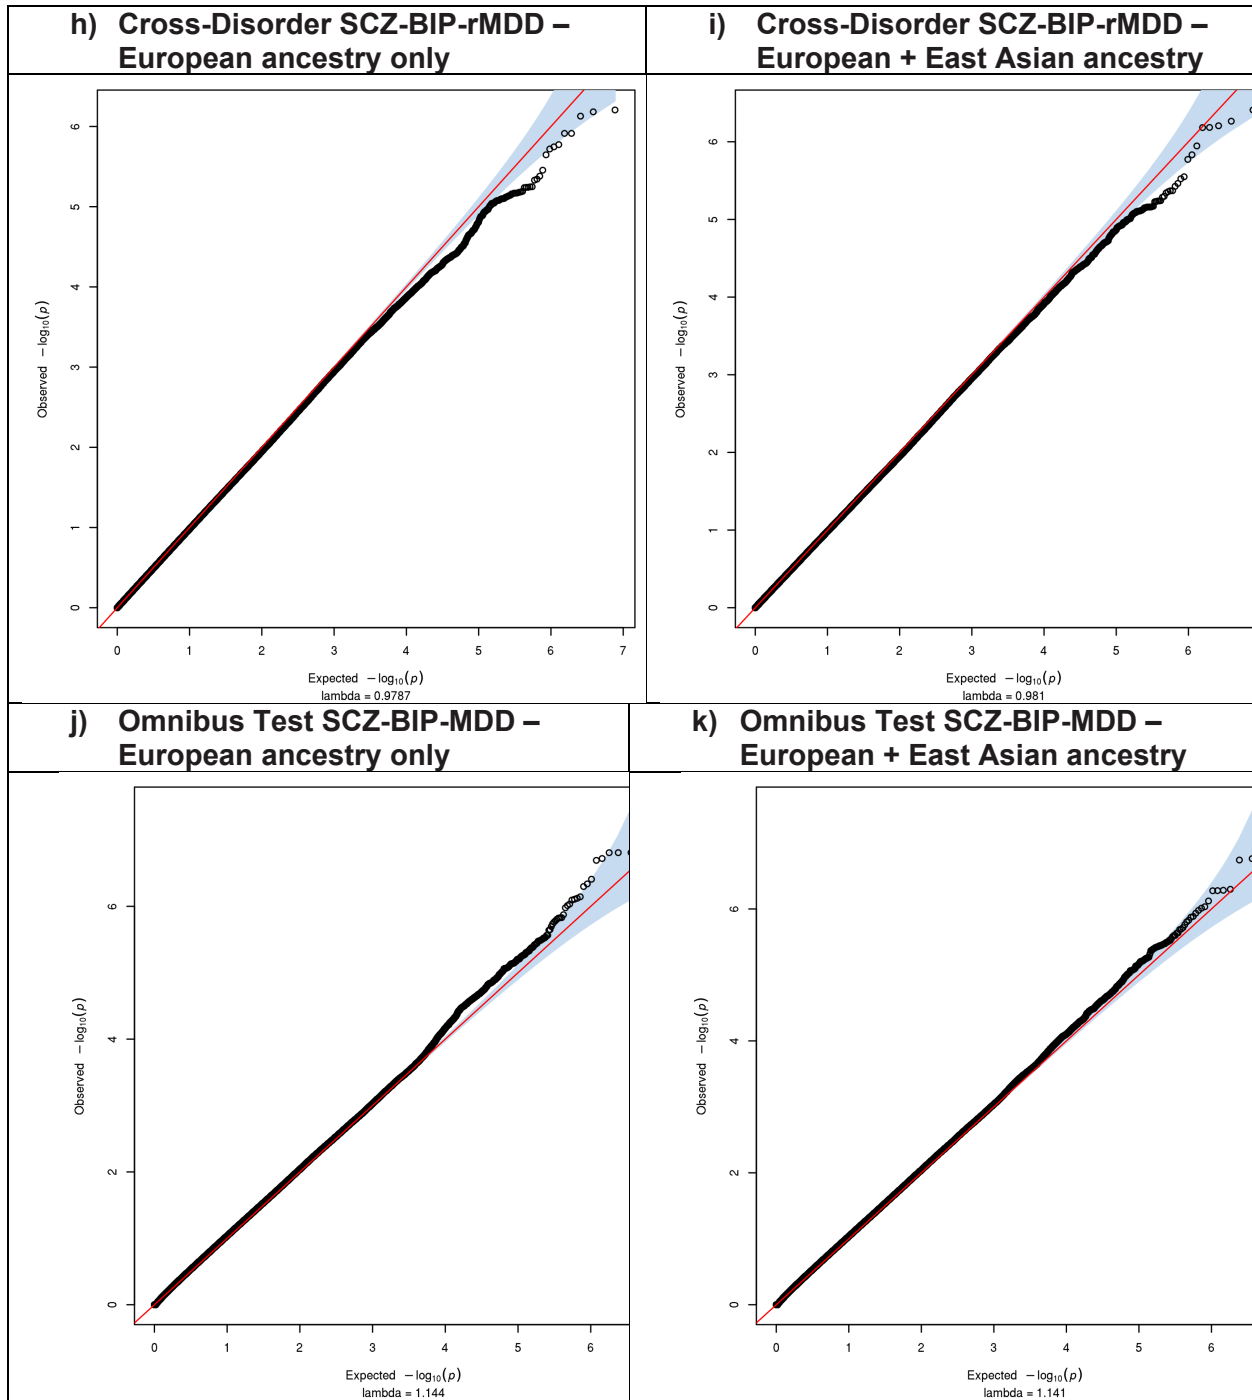 h) Cross-Disorder SCZ-BIP-rMDD –
European ancestry only
i) Cross-Disorder SCZ-BIP-rMDD –
European + East Asian ancestry
Observed −log10(p)
0 1 2 3 4 5 6
0 1 2 3 4 5 6 7
Expected −log10(p)
lambda = 0.9787
Observed −log10(p)
0 1 2 3 4 5 6
0 1 2 3 4 5 6
Expected −log10(p)
lambda = 0.981
j) Omnibus Test SCZ-BIP-MDD –
European ancestry only
k) Omnibus Test SCZ-BIP-MDD –
European + East Asian ancestry
Observed −log10(p)
0 2 4 6
0 1 2 3 4 5 6
Expected −log10(p)
lambda = 1.144
Observed −log10(p)
0 2 4 6
0 1 2 3 4 5 6
Expected −log10(p)
lambda = 1.141